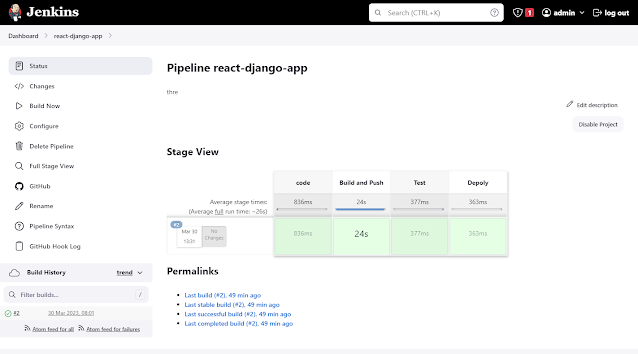 Jenkins
Search (CTRL+K)
1
admin
log out
Dashboard
react-django-app
Status
Changes
Build Now
Configure
Delete Pipeline
Full Stage View
GitHub
Rename
Pipeline Syntax
GitHub Hook Log
Build History
trend
Filter builds...
/
#2
30 Mar 2023, 08:01
Atom feed for all
Atom feed for failures
Pipeline react-django-app
thre
Edit description
Disable Project
Stage View
code Build and Push Test Depoly
Average stage times: 836ms 24s 377ms 363ms
(Average full run time: ~26s)
#2
Mar 30
13:31
No
Changes
836ms 24s 377ms 363ms
Permalinks
Last build (#2), 49 min ago
Last stable build (#2), 49 min ago
Last successful build (#2), 49 min ago
Last completed build (#2), 49 min ago